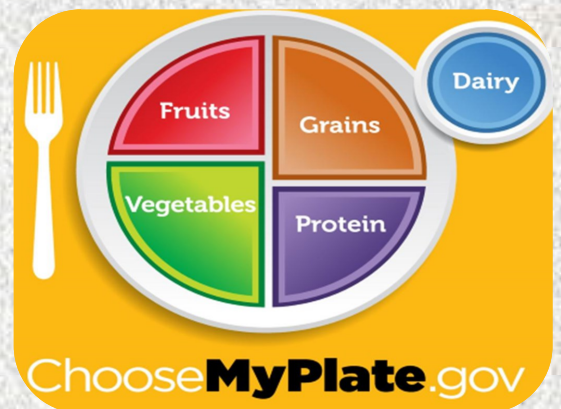 Dairy
Fruits
Grains
Vegetables
Protein
ChooseMyPlate.gov